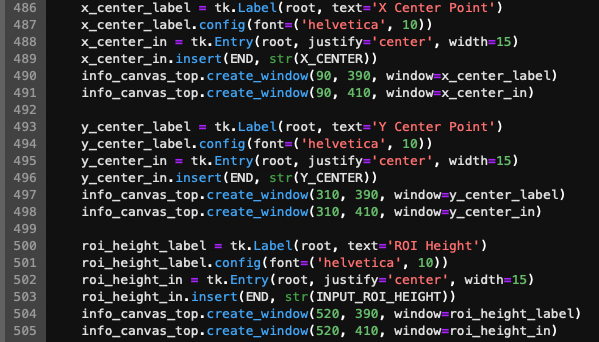 486 x_center_label = tk.Label(root, text='X Center Point')
487 x_center_label.config(font=('helvetica', 10))
488 x_center_in = tk.Entry(root, justify='center', width=15)
489 x_center_in.insert(END, str(X_CENTER))
490 info_canvas_top.create_window(90, 390, window=x_center_label)
491 info_canvas_top.create_window(90, 410, window=x_center_in)
492
493 y_center_label = tk.Label(root, text='Y Center Point')
494 y_center_label.config(font=('helvetica', 10))
495 y_center_in = tk.Entry(root, justify='center', width=15)
496 y_center_in.insert(END, str(Y_CENTER))
497 info_canvas_top.create_window(310, 390, window=y_center_label)
498 info_canvas_top.create_window(310, 410, window=y_center_in)
499
500 roi_height_label = tk.Label(root, text='ROI Height')
501 roi_height_label.config(font=('helvetica', 10))
502 roi_height_in = tk.Entry(root, justify='center', width=15)
503 roi_height_in.insert(END, str(INPUT_ROI_HEIGHT))
504 info_canvas_top.create_window(520, 390, window=roi_height_label)
505 info_canvas_top.create_window(520, 410, window=roi_height_in)